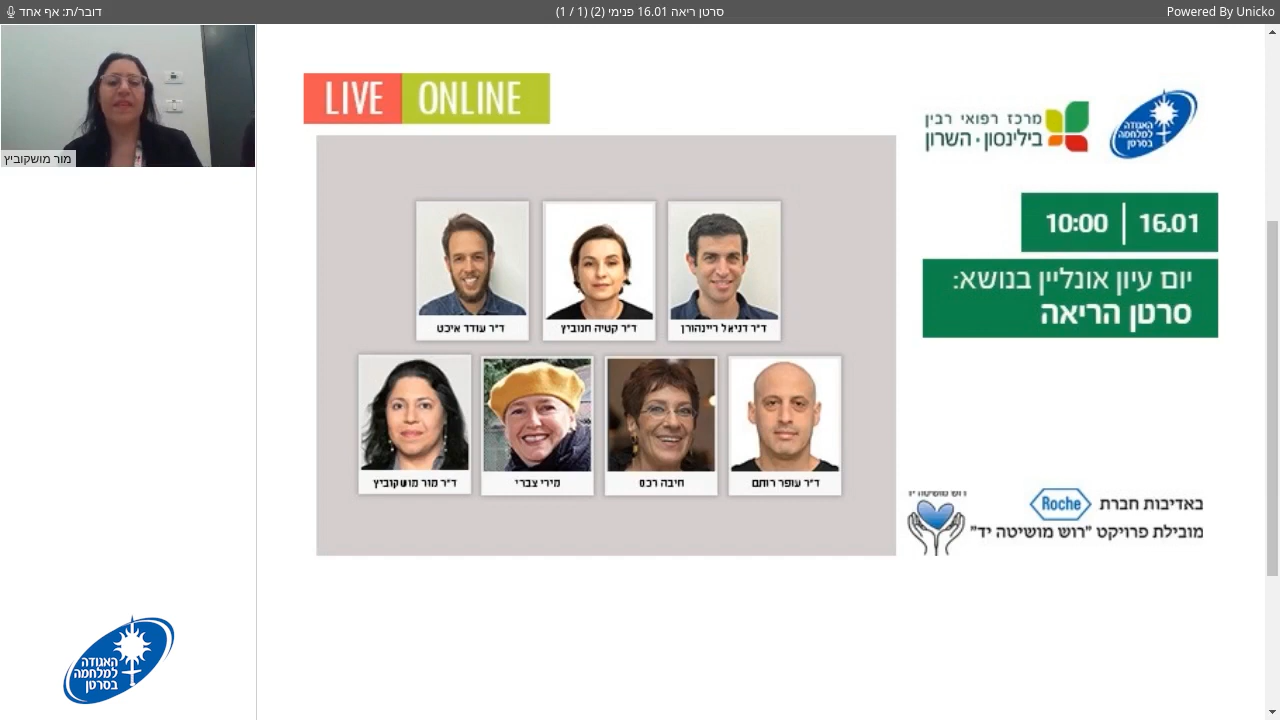 דובר/ת: אף אחד
סרטן ריאה 16.01 פנימי (2) (1 / 1)
Powered By Unicko
מור מושקוביץ
LIVE ONLINE
מרכז רפואי רבין
בילינסון · השרון
האגודה
למלחמה
בסרטן
16.01 | 10:00
יום עיון אונליין בנושא:
סרטן הריאה
ד״ר עודד איכט
ד״ר קטיה חנוביץ
ד״ר דניאל ריינהורן
ד״ר מור מושקוביץ
מירי צברי
חיבה רכס
ד״ר עופר רותם
באדיבות חברת Roche
מובילת פרויקט ״רוש מושיטה יד״
רוש מושיטה יד
האגודה
למלחמה
בסרטן